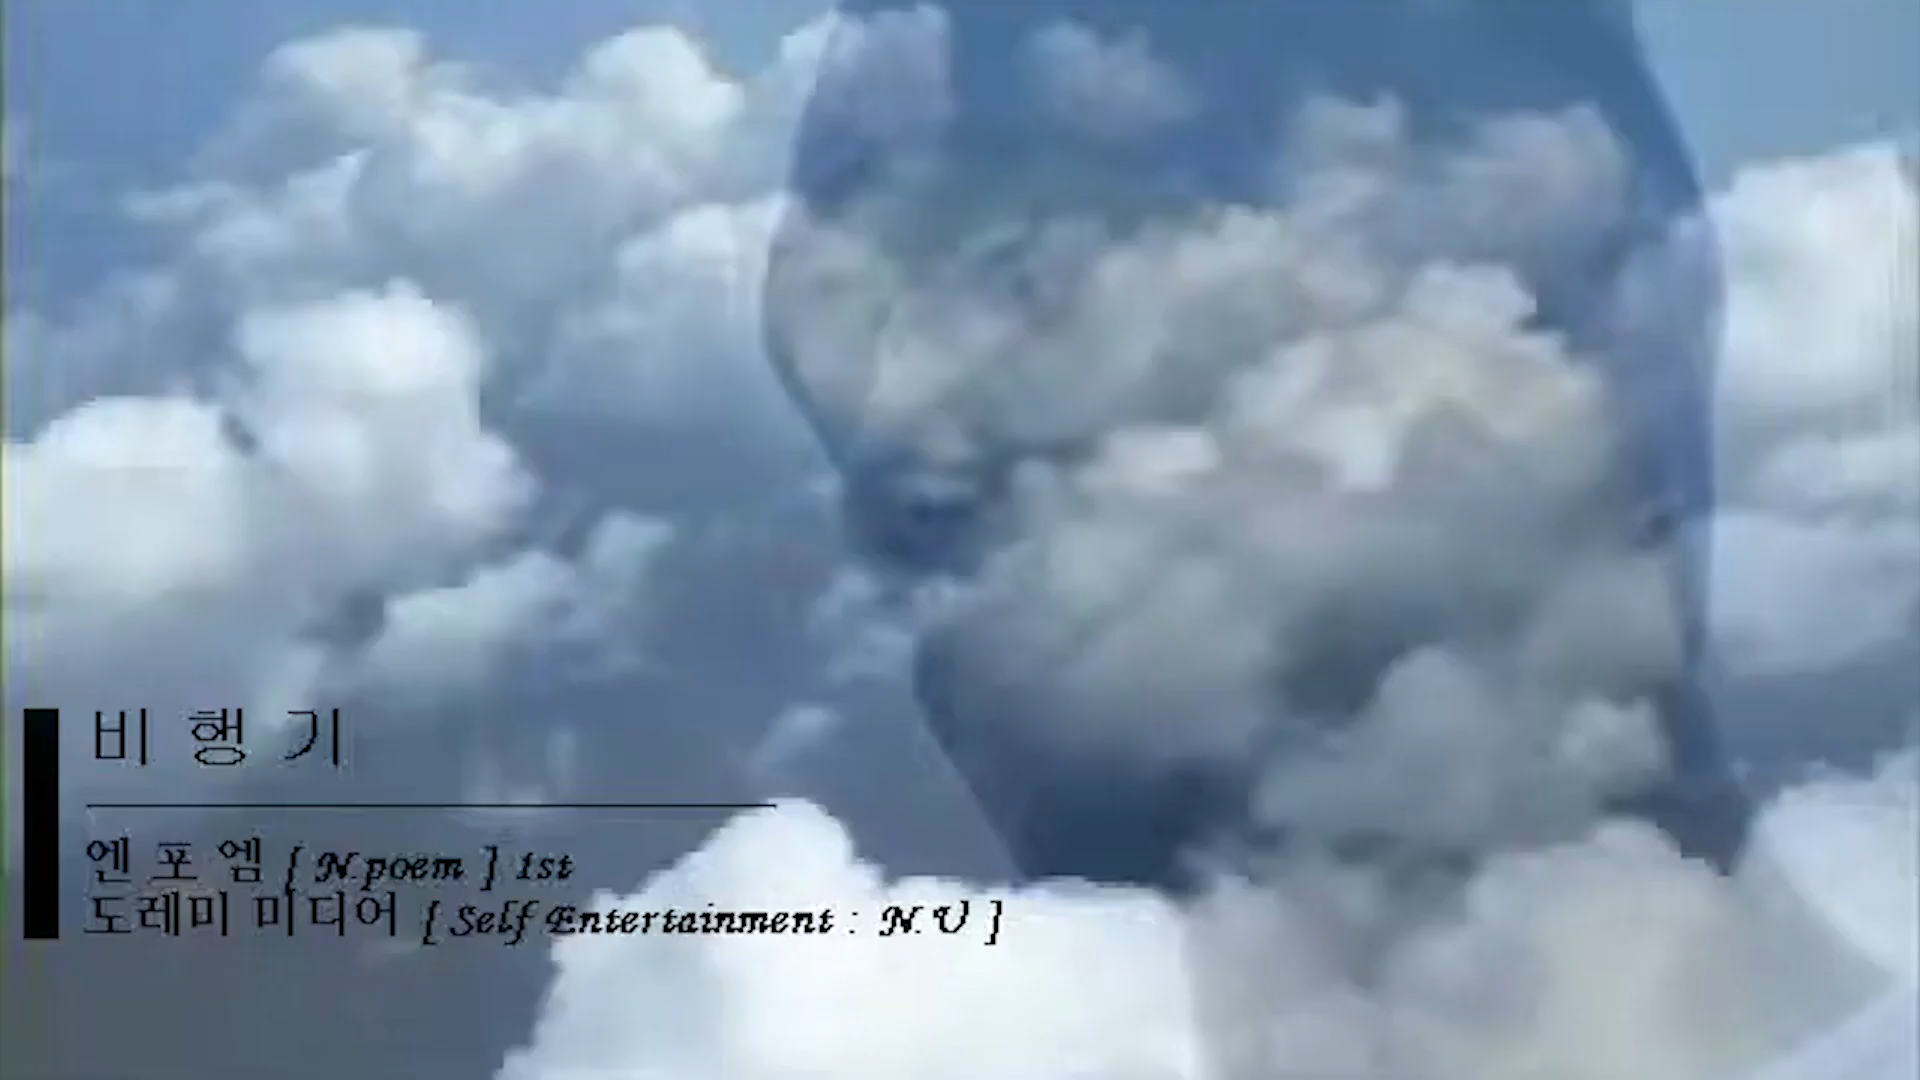 비행기
엔포엠 [ N.poem ] 1st
도레미 미디어 [ Self Entertainment : N.U ]